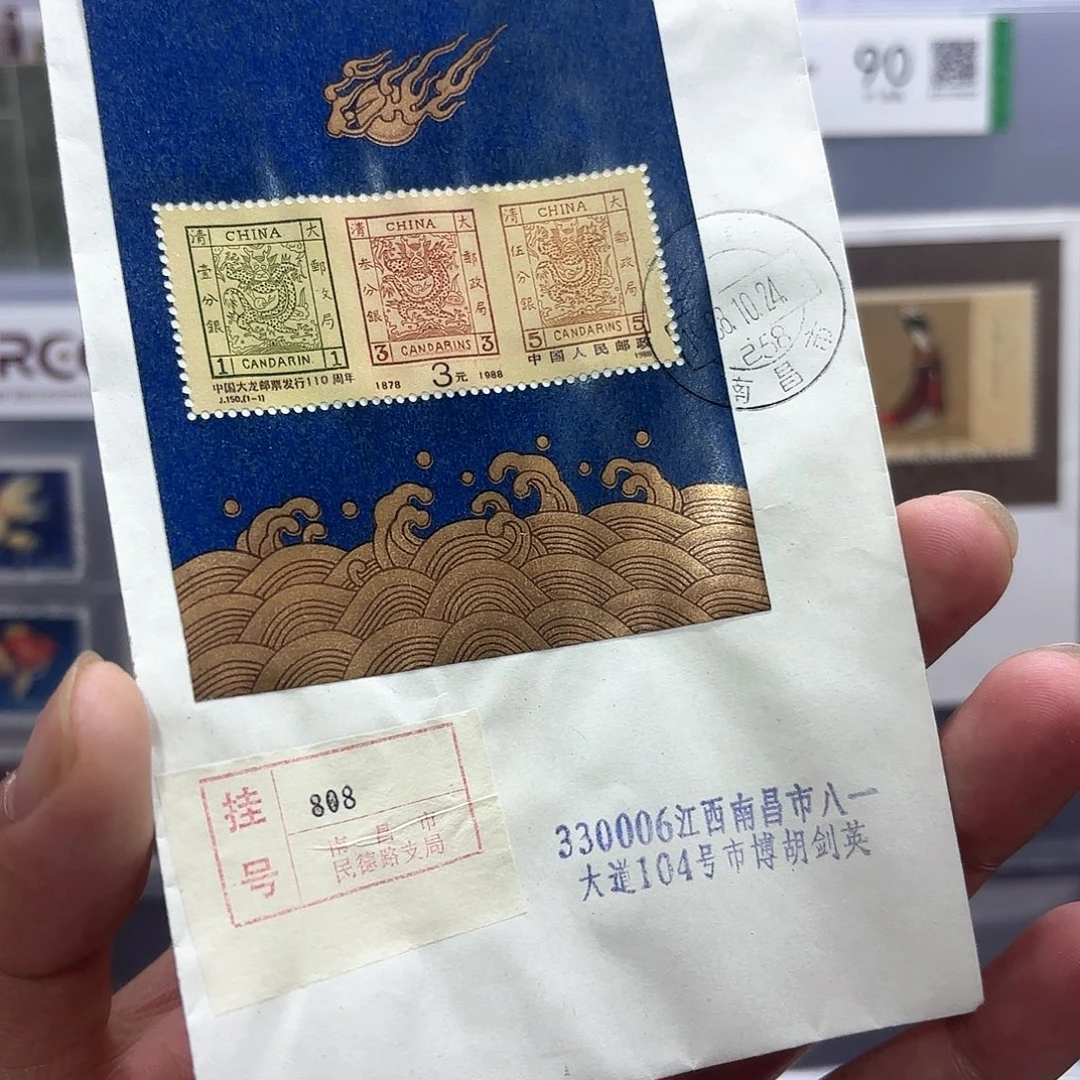 90
清 CHINA 大
壹分銀
郵政局
1 CANDARIN 1
清 CHINA 大
叁分銀
郵政局
3 CANDARINS 3
清 CHINA 大
伍分銀
郵政局
5 CANDARINS 5
中国大龙邮票发行110周年
J.150.(1-1)
1878 3元 1988
中国人民邮政
1988
8.10.24
258
南昌
挂号
808
南昌市
民德路支局
330006江西南昌市八一
大道104号市博胡剑英